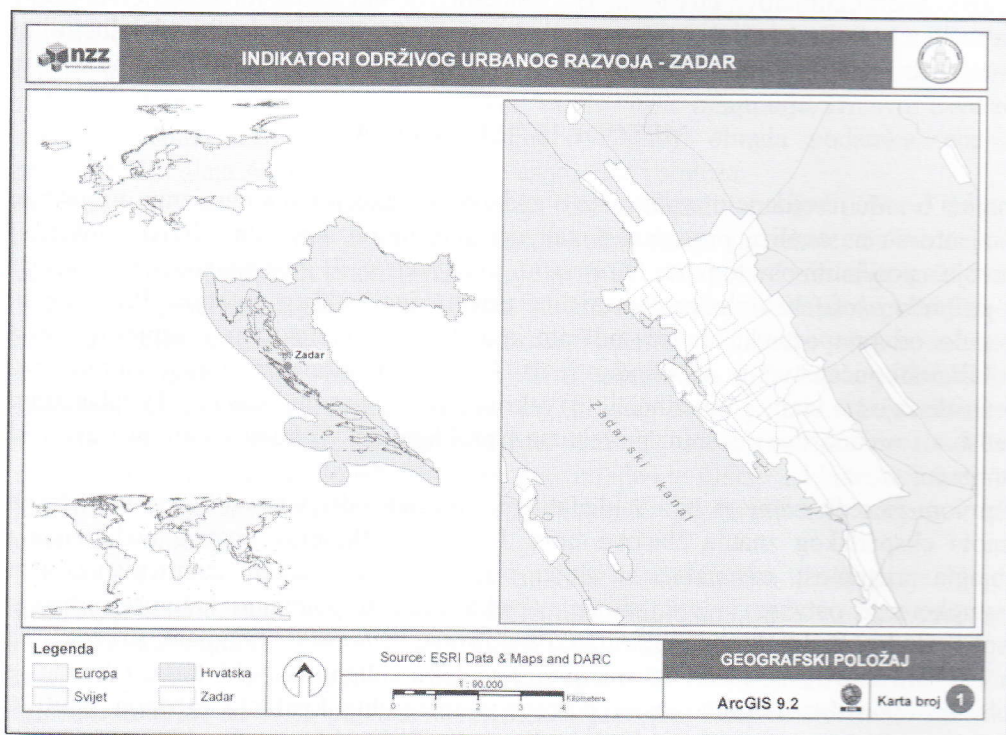 nzz
INDIKATORI ODRŽIVOG URBANOG RAZVOJA - ZADAR
Zadar
Zadarski kanal
Legenda
Europa
Hrvatska
Svijet
Zadar
Source: ESRI Data & Maps and DARC
1 : 90.000
Kilometers
0 1 2 3 4
GEOGRAFSKI POLOŽAJ
ArcGIS 9.2
Karta broj 1